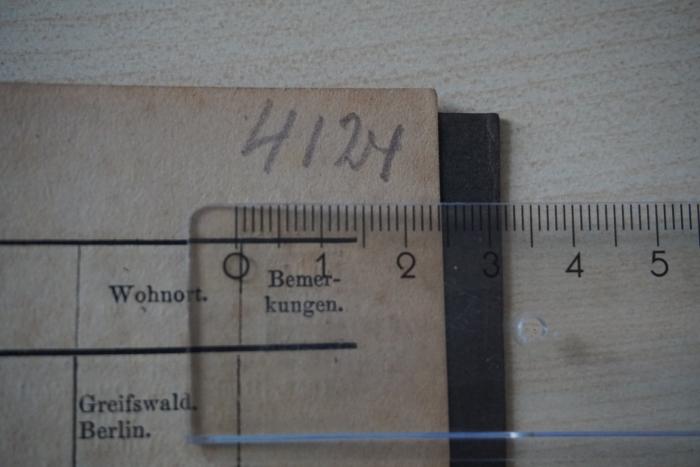 4124
0 1 2 3 4 5
Wohnort.
Bemer-
kungen.
Greifswald.
Berlin.